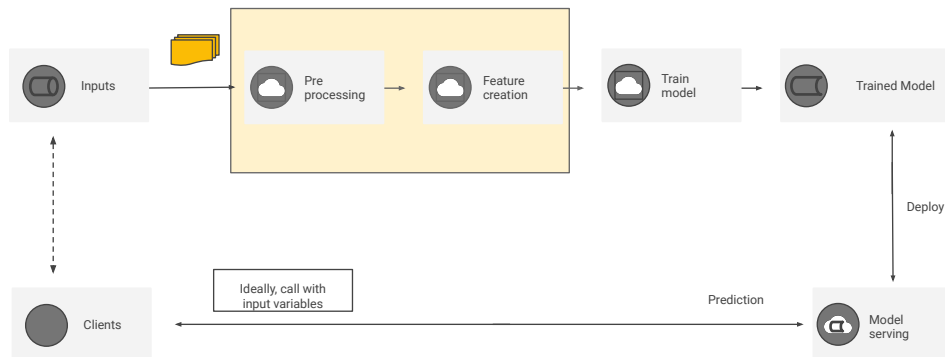 Inputs
Pre
processing
Feature
creation
Train
model
Trained Model
Deploy
Ideally, call with
input variables
Prediction
Clients
Model
serving